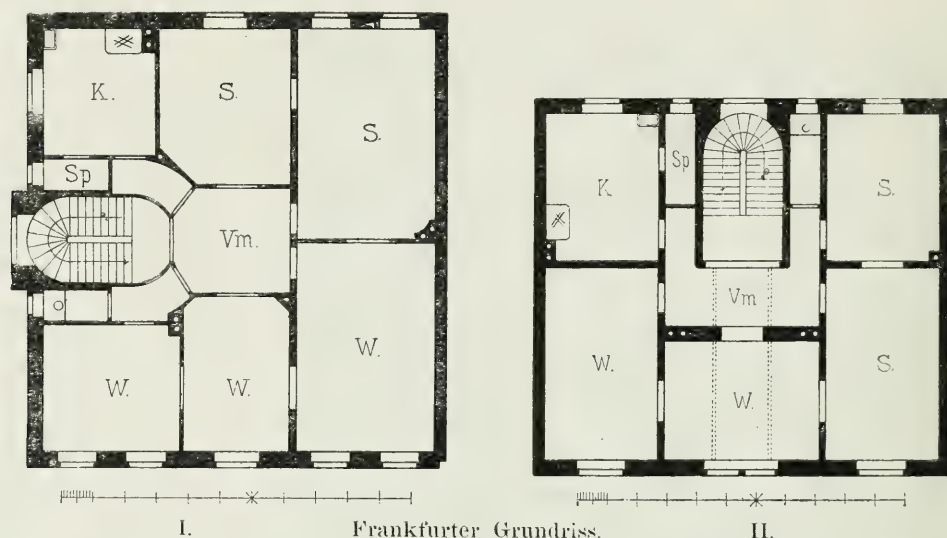 K.
S.
S.
Sp
Vm.
W.
W.
W.
K
Sp
S.
Vm
W.
W.
S.
I. Frankfurter Grundriss. II.